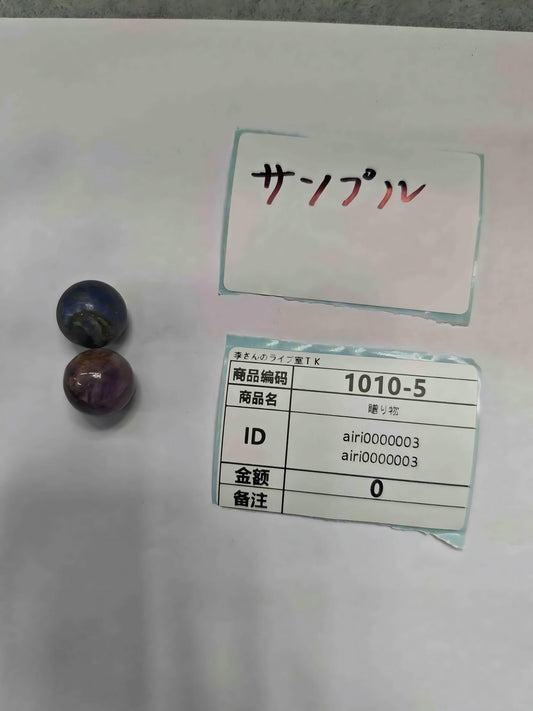 サンプル
李さんのライブ室TK
商品编码 1010-5
商品名 贈り物
ID airi0000003
airi0000003
金额 0
备注